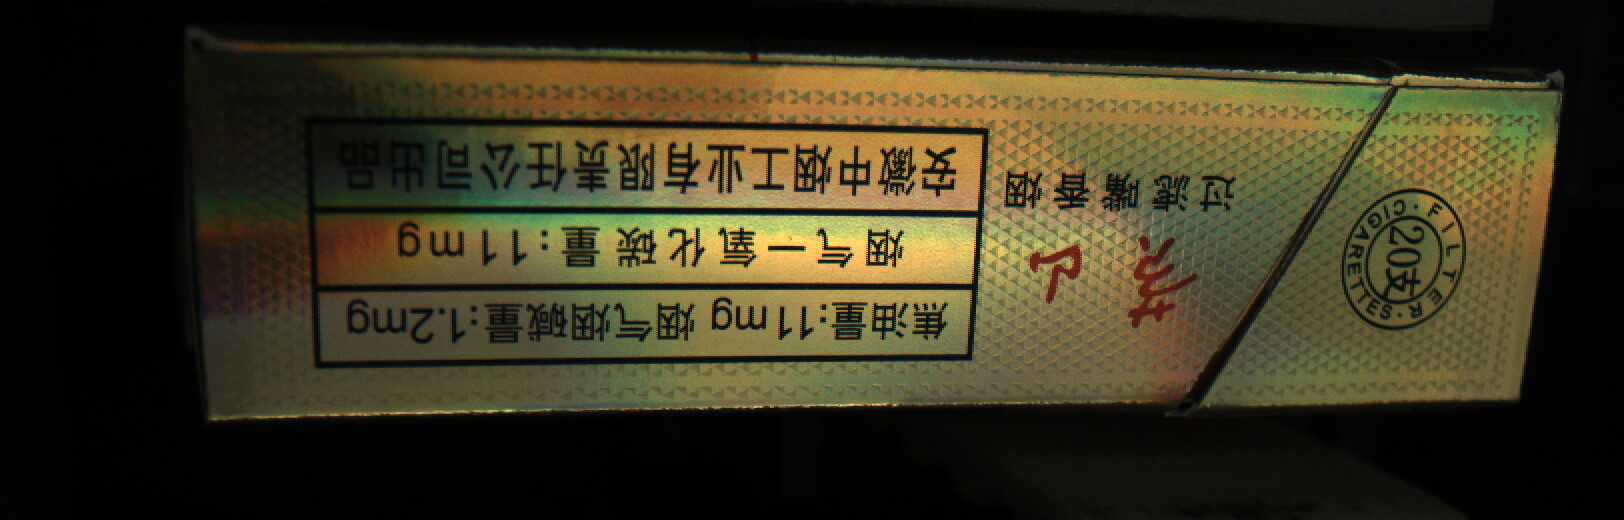 FILTER · CIGARETTES ·
20支
黄山
过滤嘴香烟
焦油量:11mg 烟气烟碱量:1.2mg
烟气一氧化碳量:11mg
安徽中烟工业有限责任公司出品